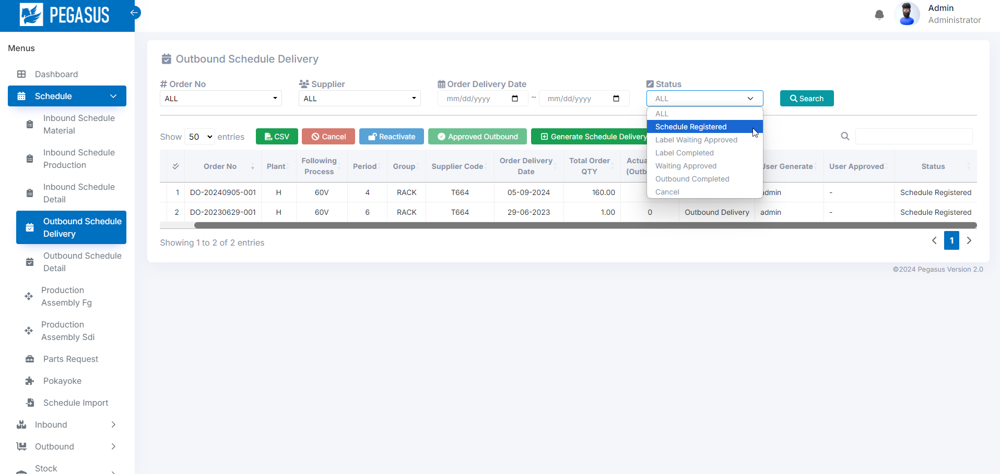 PEGASUS
Admin
Administrator
Menus
Dashboard
Schedule
Inbound Schedule
Material
Inbound Schedule
Production
Inbound Schedule
Detail
Outbound Schedule
Delivery
Outbound Schedule
Detail
Production
Assembly Fg
Production
Assembly Sdi
Parts Request
Pokayoke
Schedule Import
Inbound
Outbound
Stock
Outbound Schedule Delivery
# Order No
ALL
Supplier
ALL
Order Delivery Date
mm/dd/yyyy ~ mm/dd/yyyy
Status
ALL
Search
ALL
Schedule Registered
Label Waiting Approved
Label Completed
Waiting Approved
Outbound Completed
Cancel
Show 50 entries
CSV
Cancel
Reactivate
Approved Outbound
Generate Schedule Delivery
Order No
Plant
Following
Process
Period
Group
Supplier Code
Order Delivery
Date
Total Order
QTY
Actua
(Outb
User Generate
User Approved
Status
1 DO-20240905-001 H 60V 4 RACK T664 05-09-2024 160.00 admin - Schedule Registered
2 DO-20230629-001 H 60V 6 RACK T664 29-06-2023 1.00 0 Outbound Delivery admin - Schedule Registered
Showing 1 to 2 of 2 entries
1
©2024 Pegasus Version 2.0